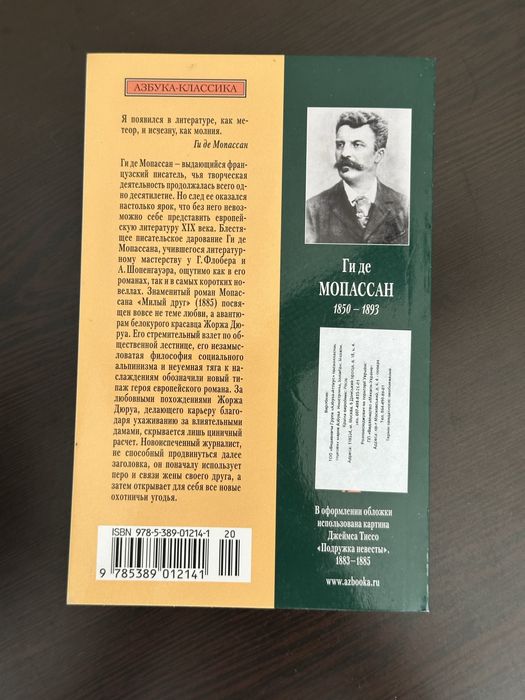 АЗБУКА-КЛАССИКА
Я появился в литературе, как ме-
теор, и исчезну, как молния.
Ги де Мопассан
Ги де Мопассан – выдающийся фран-
цузский писатель, чья творческая
деятельность продолжалась всего од-
но десятилетие. Но след ее оказался
настолько ярок, что без него невоз-
можно себе представить европей-
скую литературу XIX века. Блестя-
щее писательское дарование Ги де
Мопассана, учившегося литератур-
ному мастерству у Г. Флобера и
А. Шопенгауэра, ощутимо как в его
романах, так и в самых коротких но-
веллах. Знаменитый роман Мопас-
сана «Милый друг» (1885) посвя-
щен вовсе не теме любви, а авантю-
рам белокурого красавца Жоржа Дю-
руа. Его стремительный взлет по об-
щественной лестнице, его незамыс-
ловатая философия социального
альпинизма и неуемная тяга к на-
слаждениям обозначили новый ти-
паж героя европейского романа. За
любовными похождениями Жоржа
Дюруа, делающего карьеру благода-
ря ухаживанию за влиятельными
дамами, скрывается лишь циничный
расчет. Новоиспеченный журналист,
не способный продвинуться далее
заголовка, он поначалу использует
перо и связи жены своего друга, а
затем открывает для себя все новые
охотничьи угодья.
ISBN 978-5-389-01214-1
20
9 785389 012141
Ги де
МОПАССАН
1850 – 1893
В оформлении обложки
использована картина
Джеймса Тиссо
«Подружка невесты».
1883–1885
www.azbooka.ru